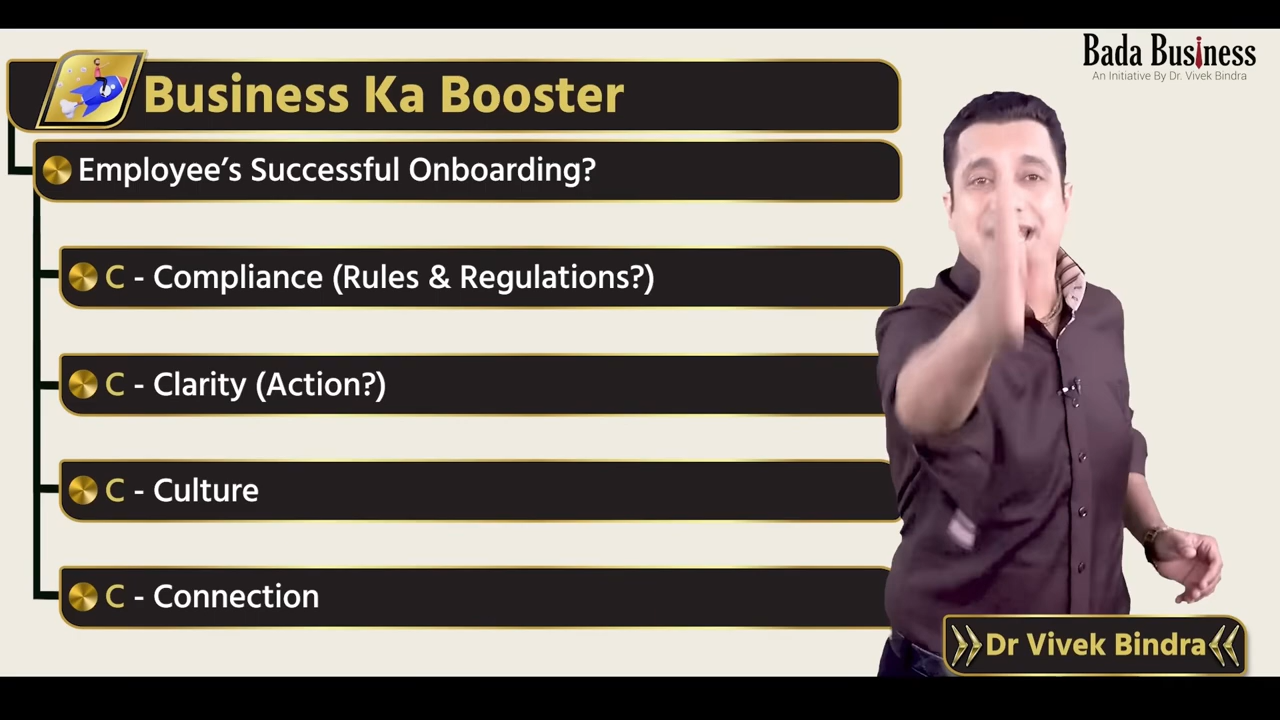 Bada Business
An Initiative By Dr. Vivek Bindra
Business Ka Booster
Employee’s Successful Onboarding?
C - Compliance (Rules & Regulations?)
C - Clarity (Action?)
C - Culture
C - Connection
Dr Vivek Bindra